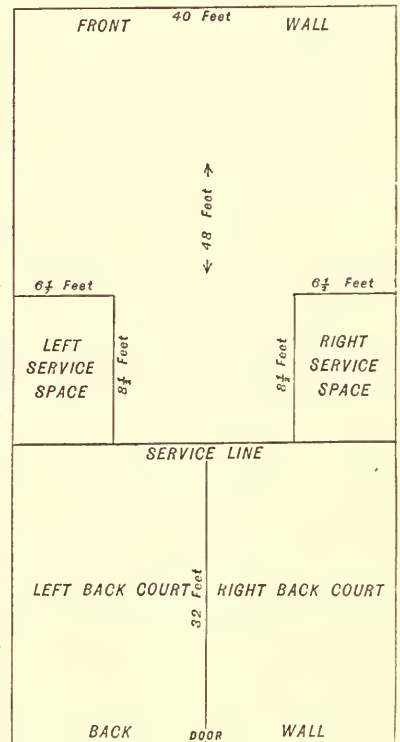 40 Feet
FRONT WALL
48 Feet
6½ Feet
6½ Feet
LEFT
SERVICE
SPACE
8½ Feet
8½ Feet
RIGHT
SERVICE
SPACE
SERVICE LINE
LEFT BACK COURT
32 Feet
RIGHT BACK COURT
BACK DOOR WALL